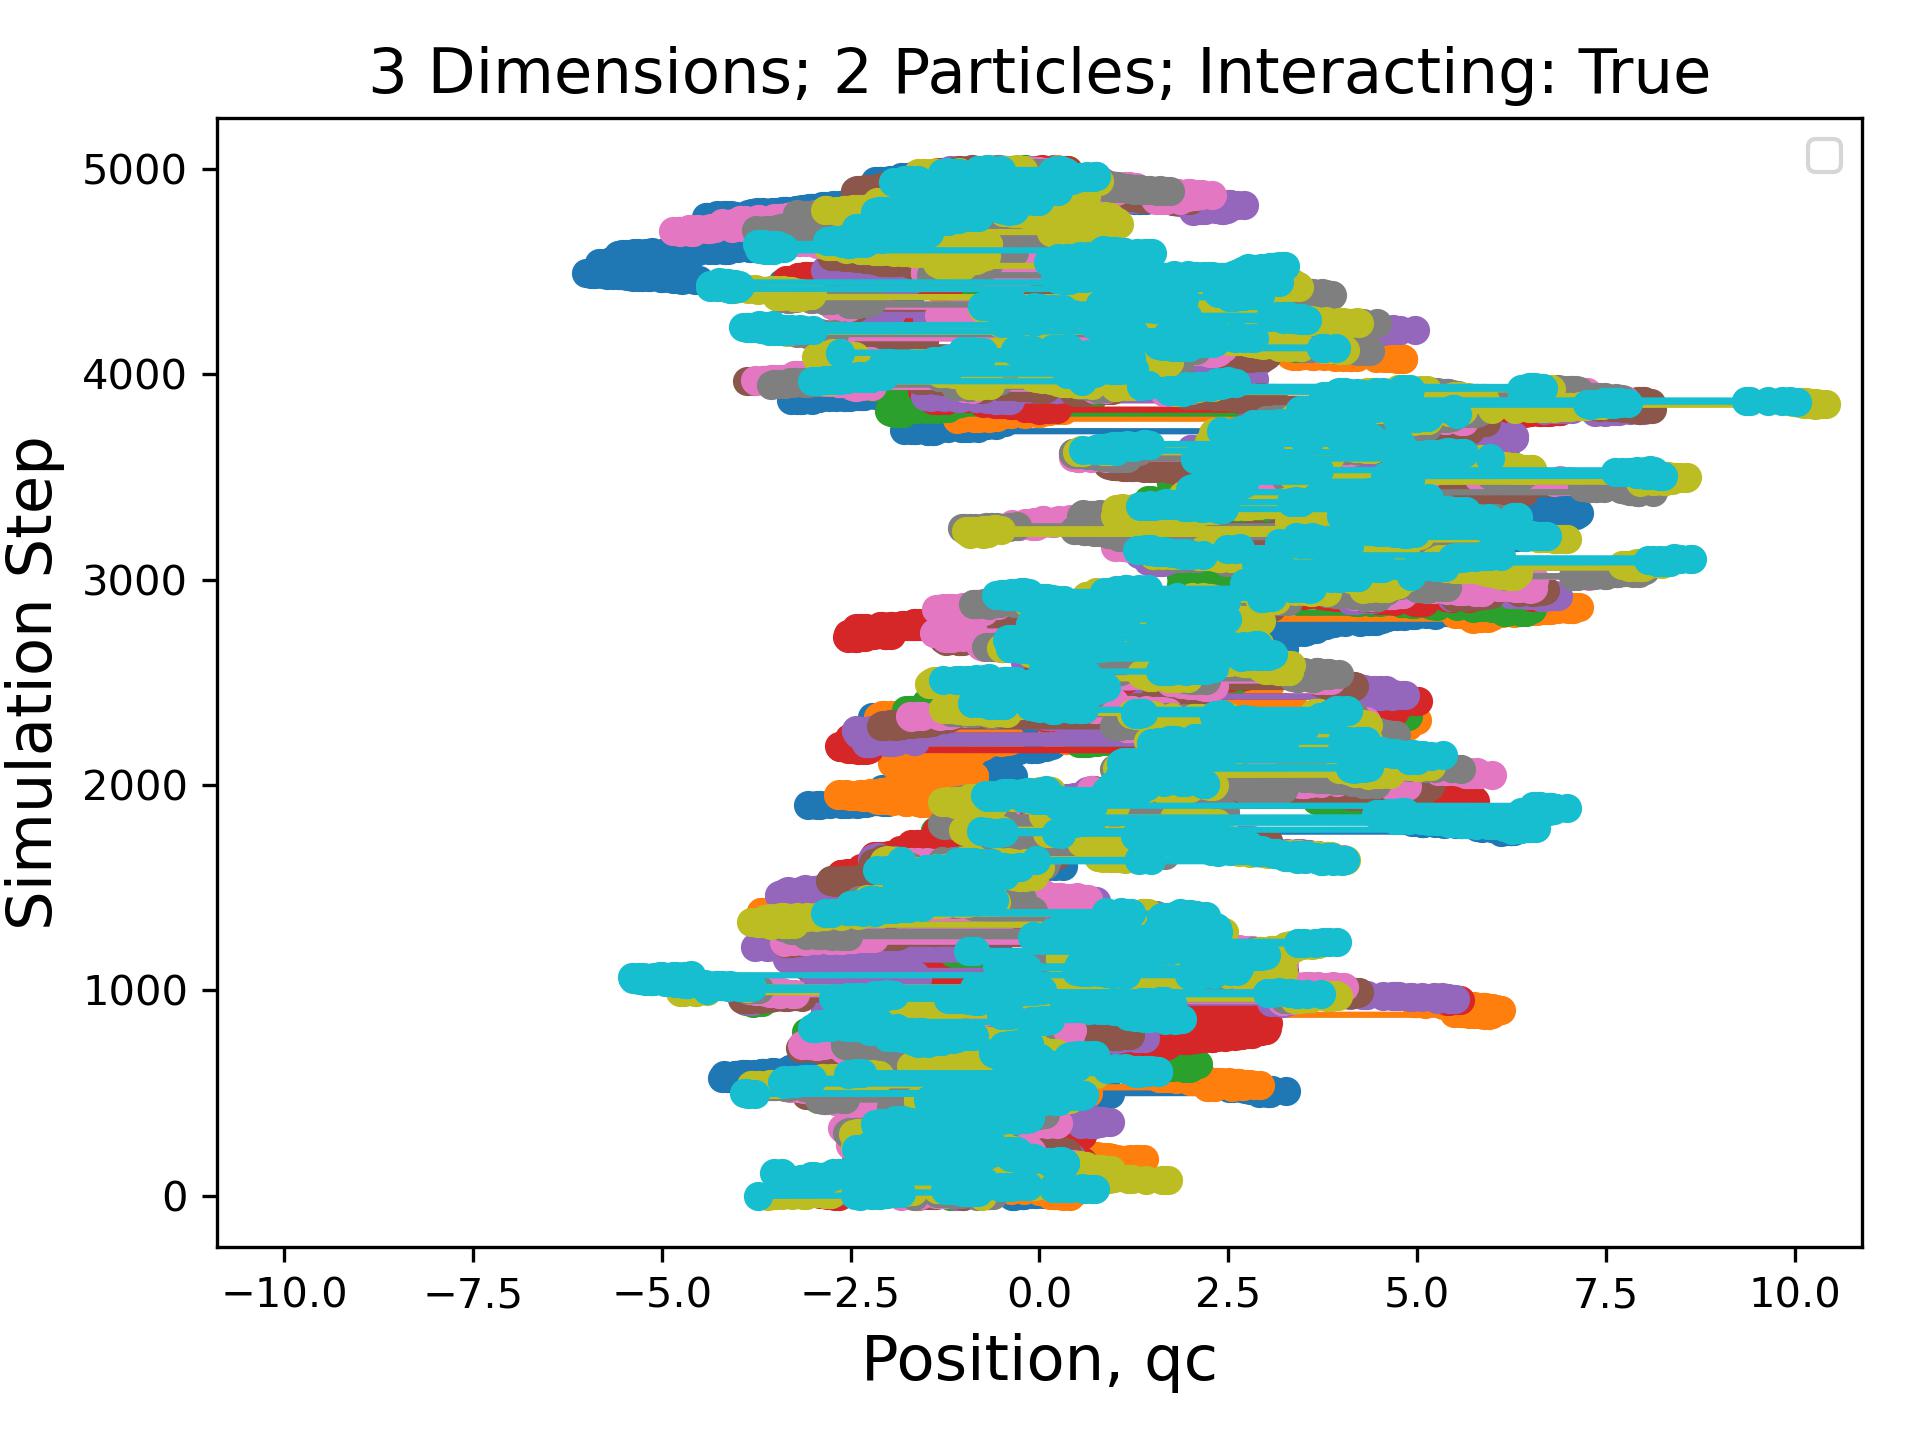 3 Dimensions; 2 Particles; Interacting: True
5000
4000
3000
2000
1000
0
Simulation Step
−10.0 −7.5 −5.0 −2.5 0.0 2.5 5.0 7.5 10.0
Position, qc